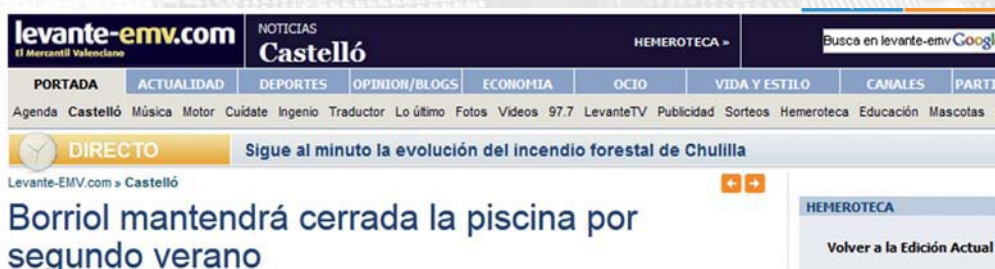 levante-emv.com
El Mercantil Valenciano
NOTICIAS
Castelló
HEMEROTECA »
Busca en levante-emv Googl
PORTADA ACTUALIDAD DEPORTES OPINION/BLOGS ECONOMIA OCIO VIDA Y ESTILO CANALES PARTI
Agenda Castelló Música Motor Cuídate Ingenio Traductor Lo último Fotos Videos 97.7 LevanteTV Publicidad Sorteos Hemeroteca Educación Mascotas
DIRECTO Sigue al minuto la evolución del incendio forestal de Chulilla
Levante-EMV.com » Castelló
Borriol mantendrá cerrada la piscina por
segundo verano
HEMEROTECA
Volver a la Edición Actual